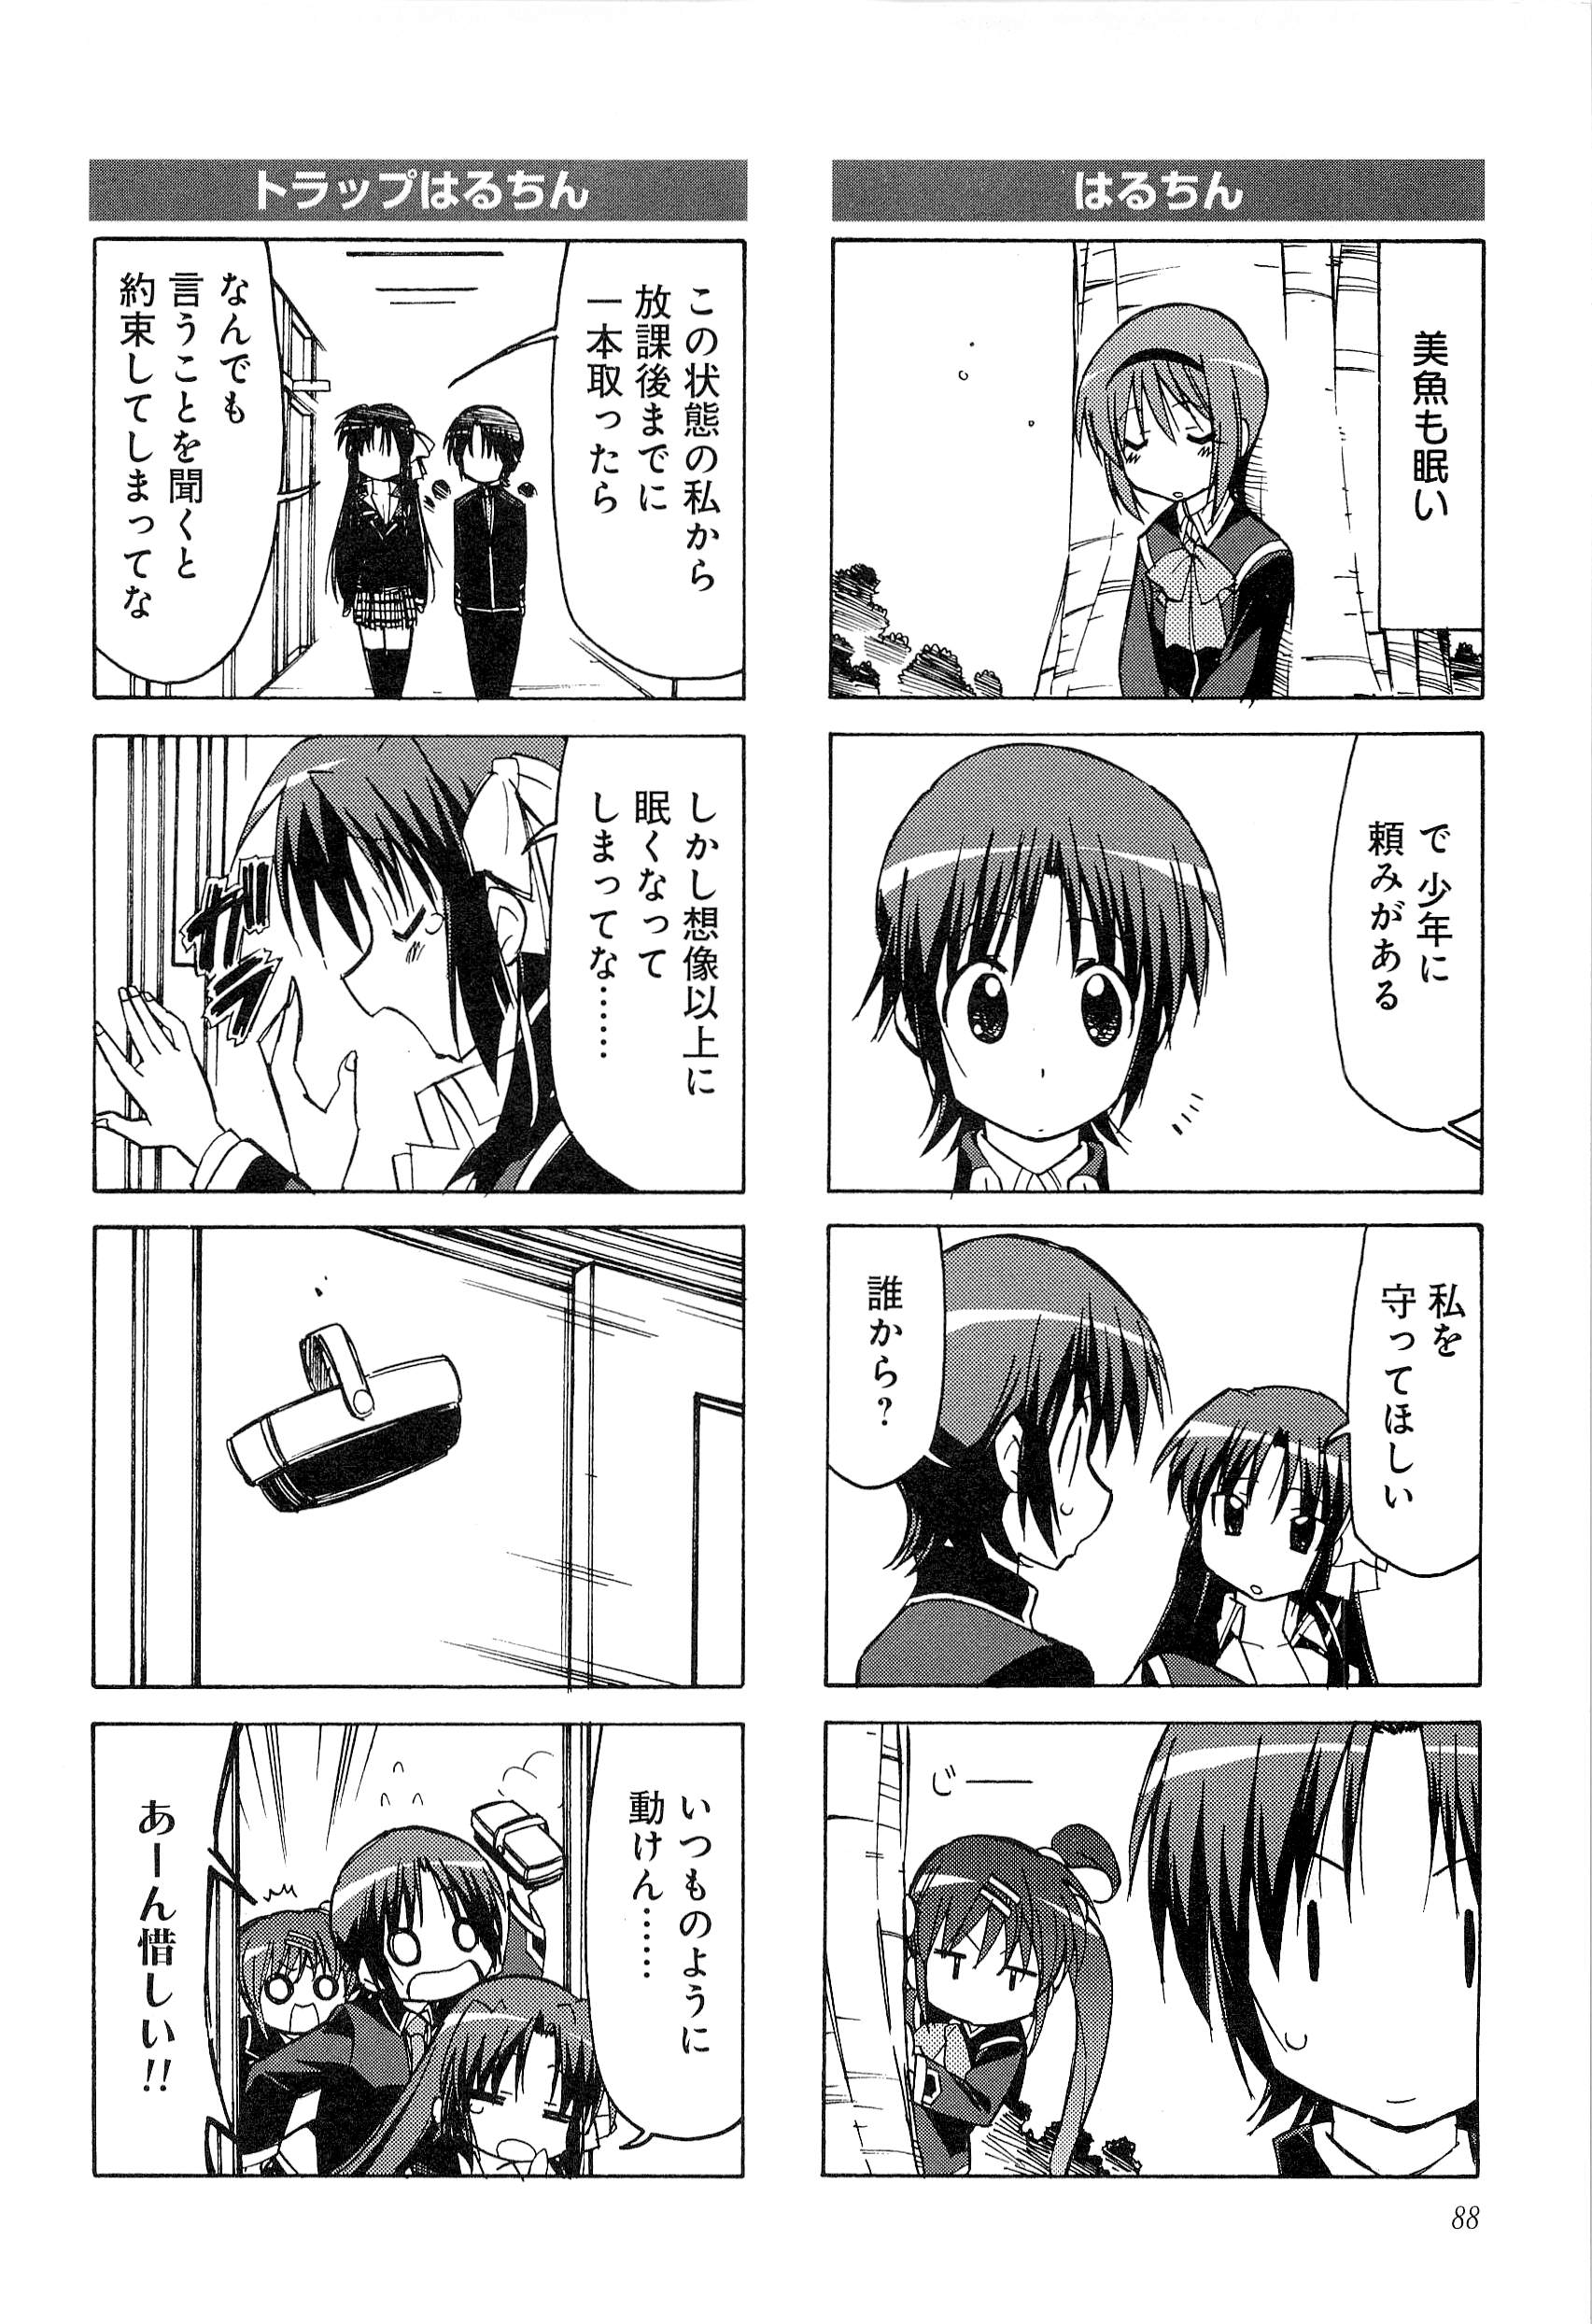 はるちん
美魚も眠い
で 少年に
頼みがある
私を
守ってほしい
誰から？
じーー
トラップはるちん
この状態の私から
放課後までに
一本取ったら
なんでも
言うことを聞くと
約束してしまってな
しかし想像以上に
眠くなって
しまってな……
ガララ
いつものように
動けん……
あーん惜しい!!
88